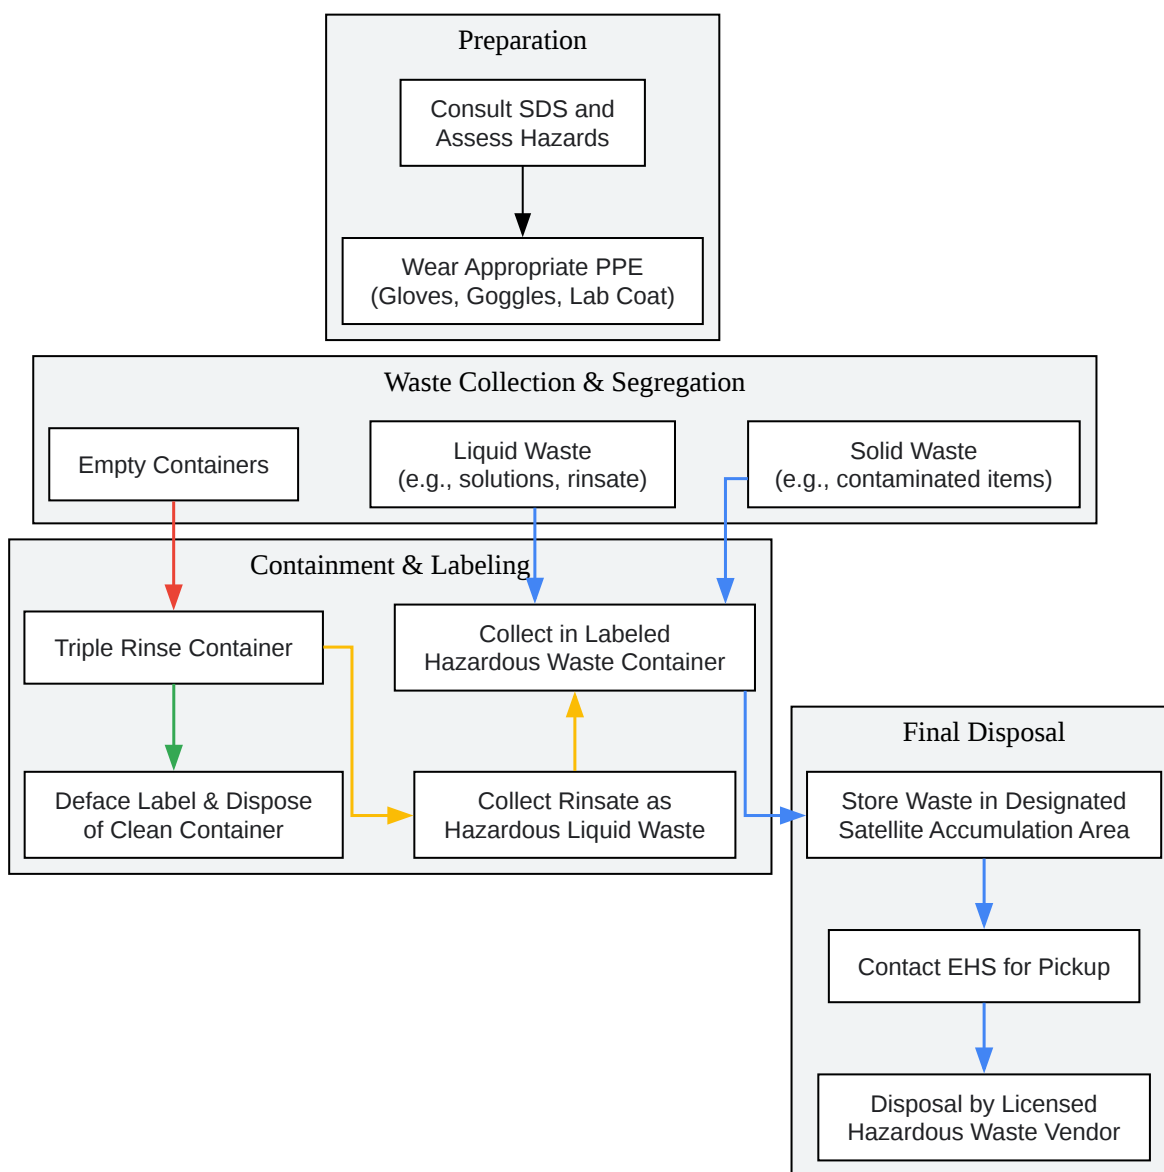 Preparation
Consult SDS and
Assess Hazards
Wear Appropriate PPE
(Gloves, Goggles, Lab Coat)
Waste Collection & Segregation
Empty Containers
Liquid Waste
(e.g., solutions, rinsate)
Solid Waste
(e.g., contaminated items)
Containment & Labeling
Triple Rinse Container
Collect in Labeled
Hazardous Waste Container
Deface Label & Dispose
of Clean Container
Collect Rinsate as
Hazardous Liquid Waste
Final Disposal
Store Waste in Designated
Satellite Accumulation Area
Contact EHS for Pickup
Disposal by Licensed
Hazardous Waste Vendor